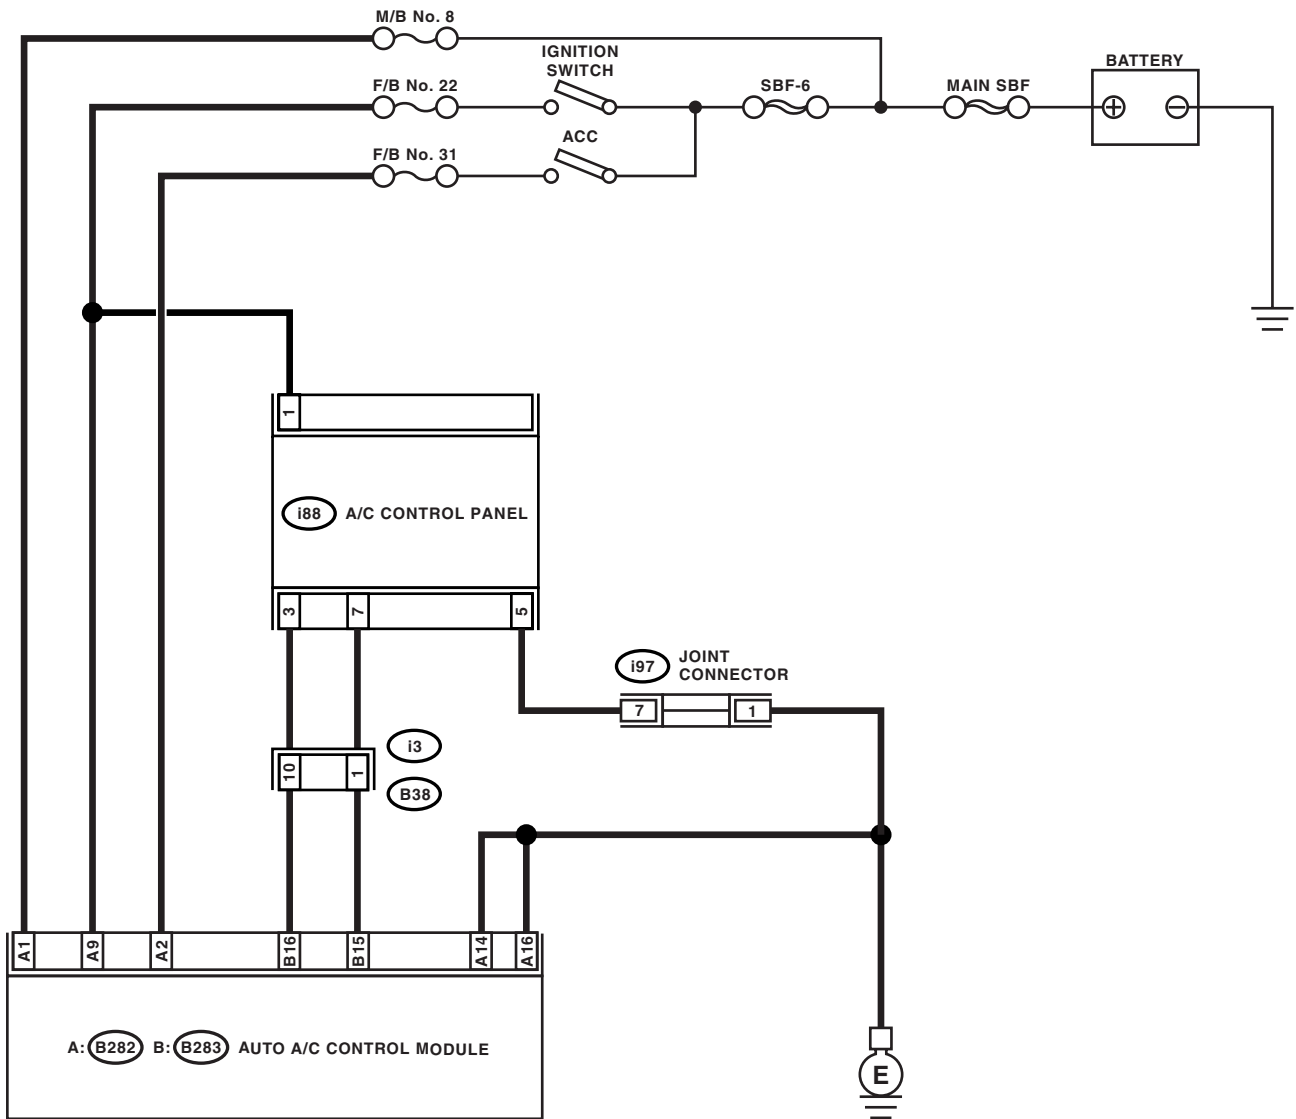 M/B No. 8
IGNITION
SWITCH
F/B No. 22
SBF-6
MAIN SBF
BATTERY
+
−
ACC
F/B No. 31
1
i88
A/C CONTROL PANEL
3
7
5
i97
JOINT
CONNECTOR
7
1
i3
10
1
B38
A1
A9
A2
B16
B15
A14
A16
A: B282 B: B283 AUTO A/C CONTROL MODULE
E